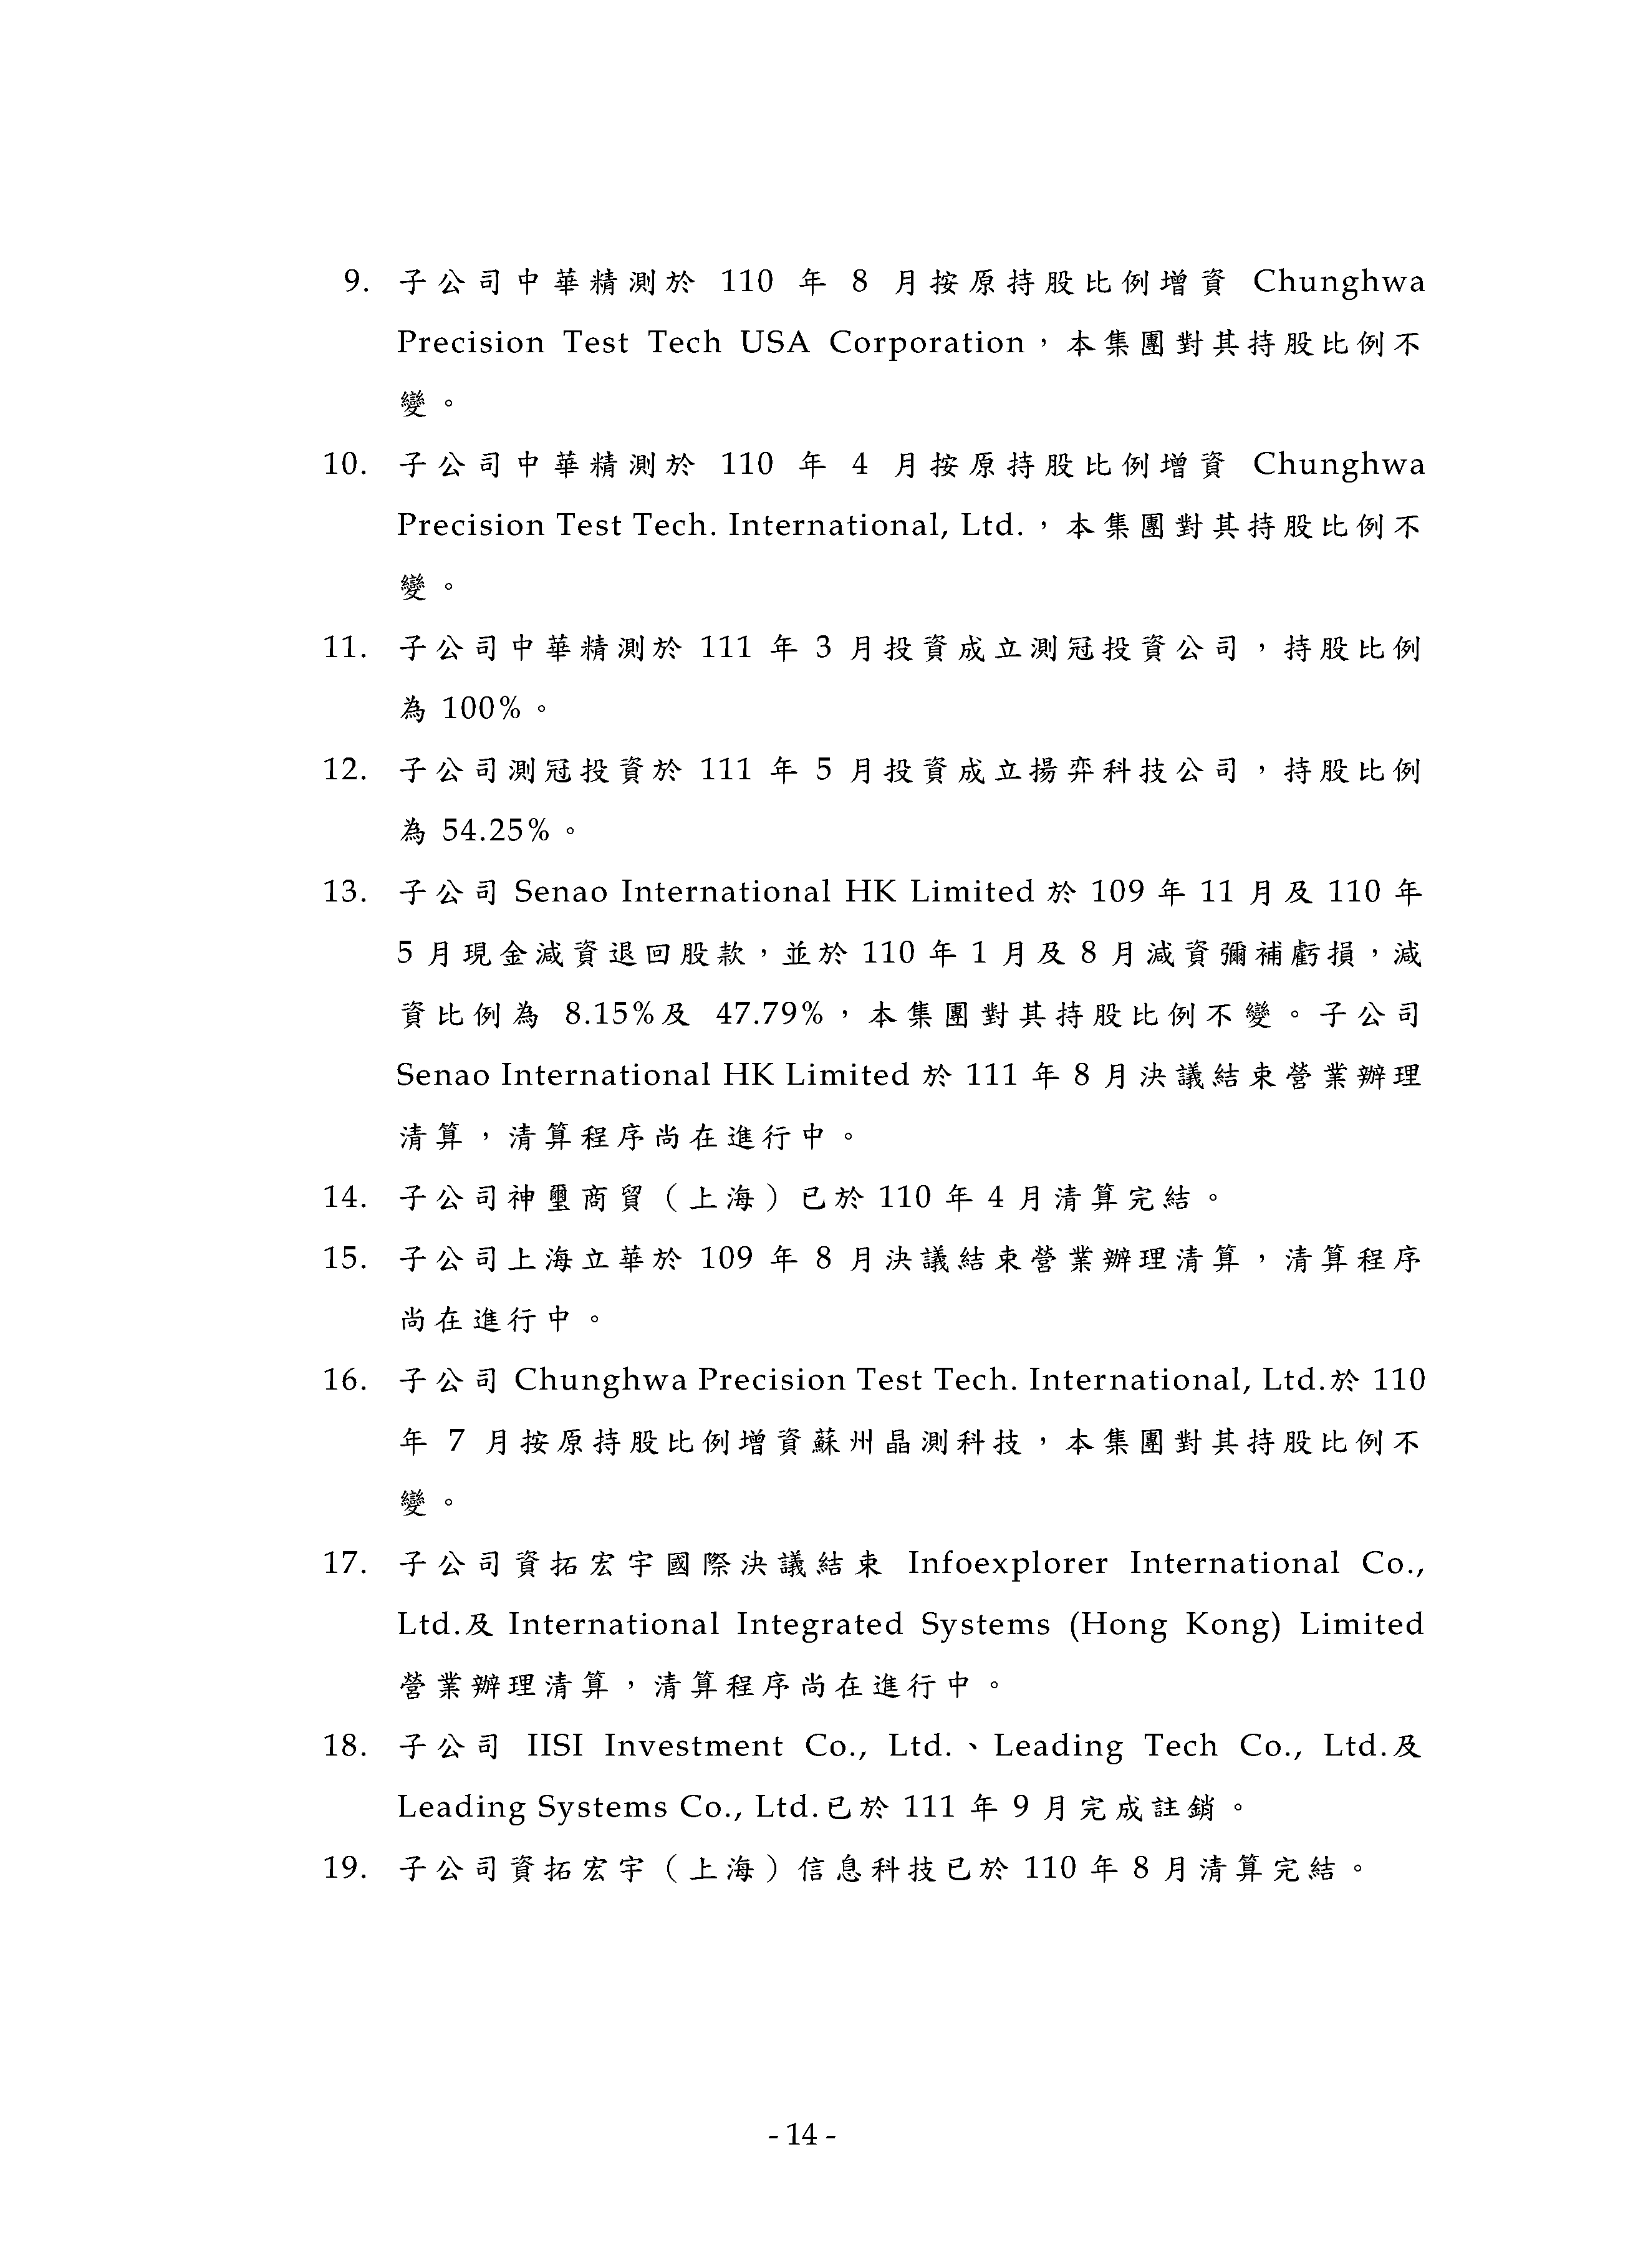 9. 子公司中華精測於 110 年 8 月按原持股比例增資 Chunghwa
Precision Test Tech USA Corporation，本集團對其持股比例不
變。
10. 子公司中華精測於 110 年 4 月按原持股比例增資 Chunghwa
Precision Test Tech. International, Ltd.，本集團對其持股比例不
變。
11. 子公司中華精測於 111 年 3 月投資成立測冠投資公司，持股比例
為 100%。
12. 子公司測冠投資於 111 年 5 月投資成立揚弈科技公司，持股比例
為 54.25%。
13. 子公司 Senao International HK Limited 於 109 年 11 月及 110 年
5 月現金減資退回股款，並於 110 年 1 月及 8 月減資彌補虧損，減
資比例為 8.15%及 47.79%，本集團對其持股比例不變。子公司
Senao International HK Limited 於 111 年 8 月決議結束營業辦理
清算，清算程序尚在進行中。
14. 子公司神璽商貿（上海）已於 110 年 4 月清算完結。
15. 子公司上海立華於 109 年 8 月決議結束營業辦理清算，清算程序
尚在進行中。
16. 子公司 Chunghwa Precision Test Tech. International, Ltd.於 110
年 7 月按原持股比例增資蘇州晶測科技，本集團對其持股比例不
變。
17. 子公司資拓宏宇國際決議結束 Infoexplorer International Co.,
Ltd.及 International Integrated Systems (Hong Kong) Limited
營業辦理清算，清算程序尚在進行中。
18. 子公司 IISI Investment Co., Ltd.、Leading Tech Co., Ltd.及
Leading Systems Co., Ltd.已於 111 年 9 月完成註銷。
19. 子公司資拓宏宇（上海）信息科技已於 110 年 8 月清算完結。
- 14 -